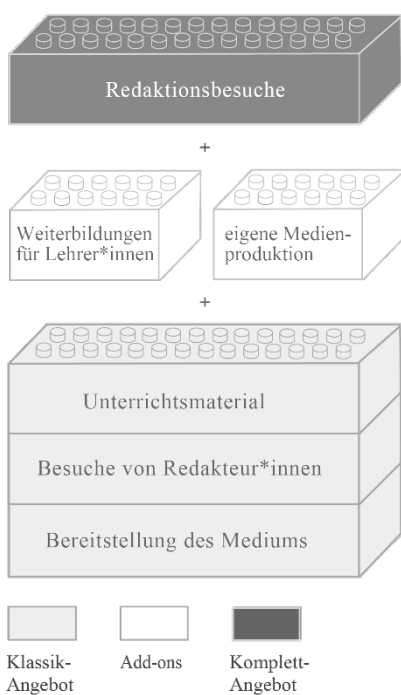 Redaktionsbesuche
+
Weiterbildungen
für Lehrer*innen
eigene Medien-
produktion
+
Unterrichtsmaterial
Besuche von Redakteur*innen
Bereitstellung des Mediums
Klassik-
Angebot
Add-ons
Komplett-
Angebot